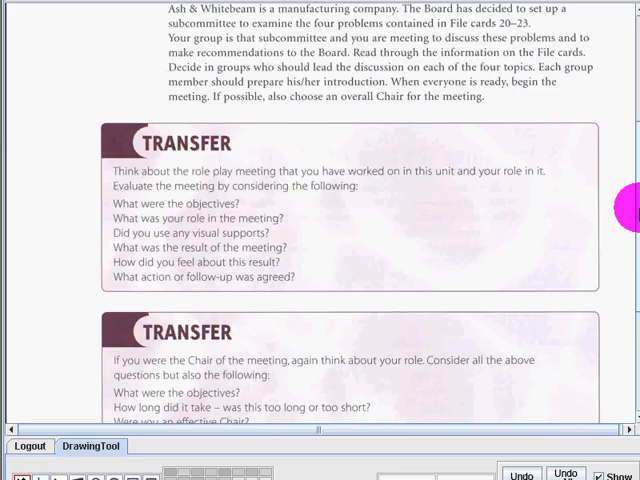 Ash & Whitebeam is a manufacturing company. The Board has decided to set up a
subcommittee to examine the four problems contained in File cards 20–23.
Your group is that subcommittee and you are meeting to discuss these problems and to
make recommendations to the Board. Read through the information on the File cards.
Decide in groups who should lead the discussion on each of the four topics. Each group
member should prepare his/her introduction. When everyone is ready, begin the
meeting. If possible, also choose an overall Chair for the meeting.
TRANSFER
Think about the role play meeting that you have worked on in this unit and your role in it.
Evaluate the meeting by considering the following:
What were the objectives?
What was your role in the meeting?
Did you use any visual supports?
What was the result of the meeting?
How did you feel about this result?
What action or follow-up was agreed?
TRANSFER
If you were the Chair of the meeting, again think about your role. Consider all the above
questions but also the following:
What were the objectives?
How long did it take – was this too long or too short?
Were you an effective Chair?
Logout DrawingTool
Undo Undo Show